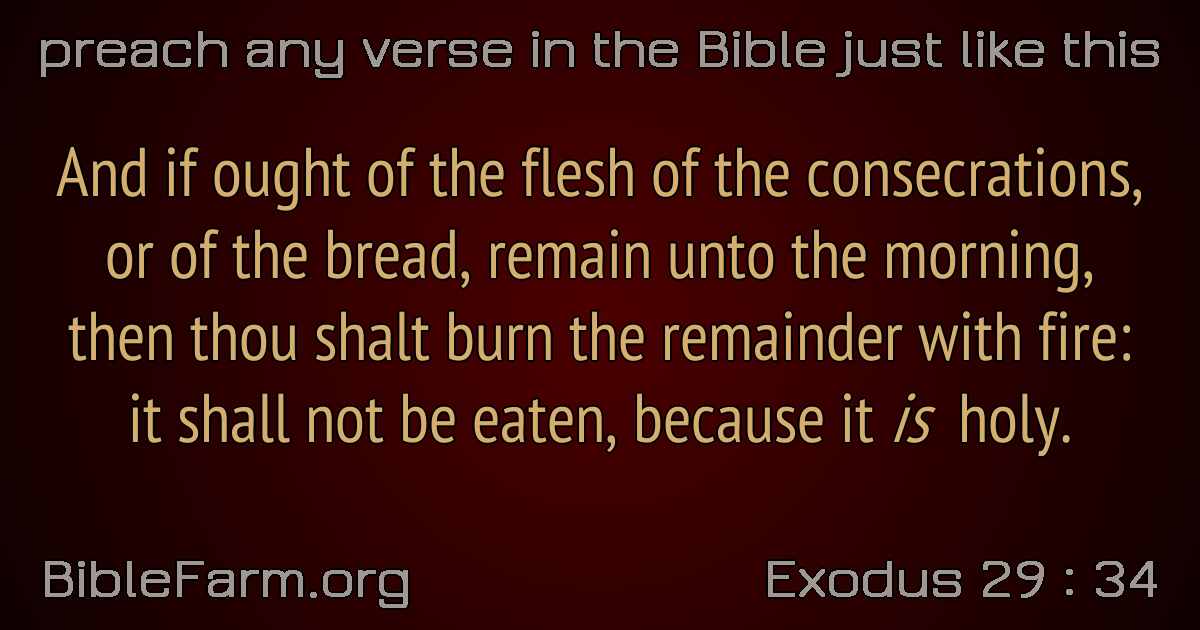 preach any verse in the Bible just like this
And if ought of the flesh of the consecrations,
or of the bread, remain unto the morning,
then thou shalt burn the remainder with fire:
it shall not be eaten, because it is holy.
BibleFarm.org
Exodus 29 : 34